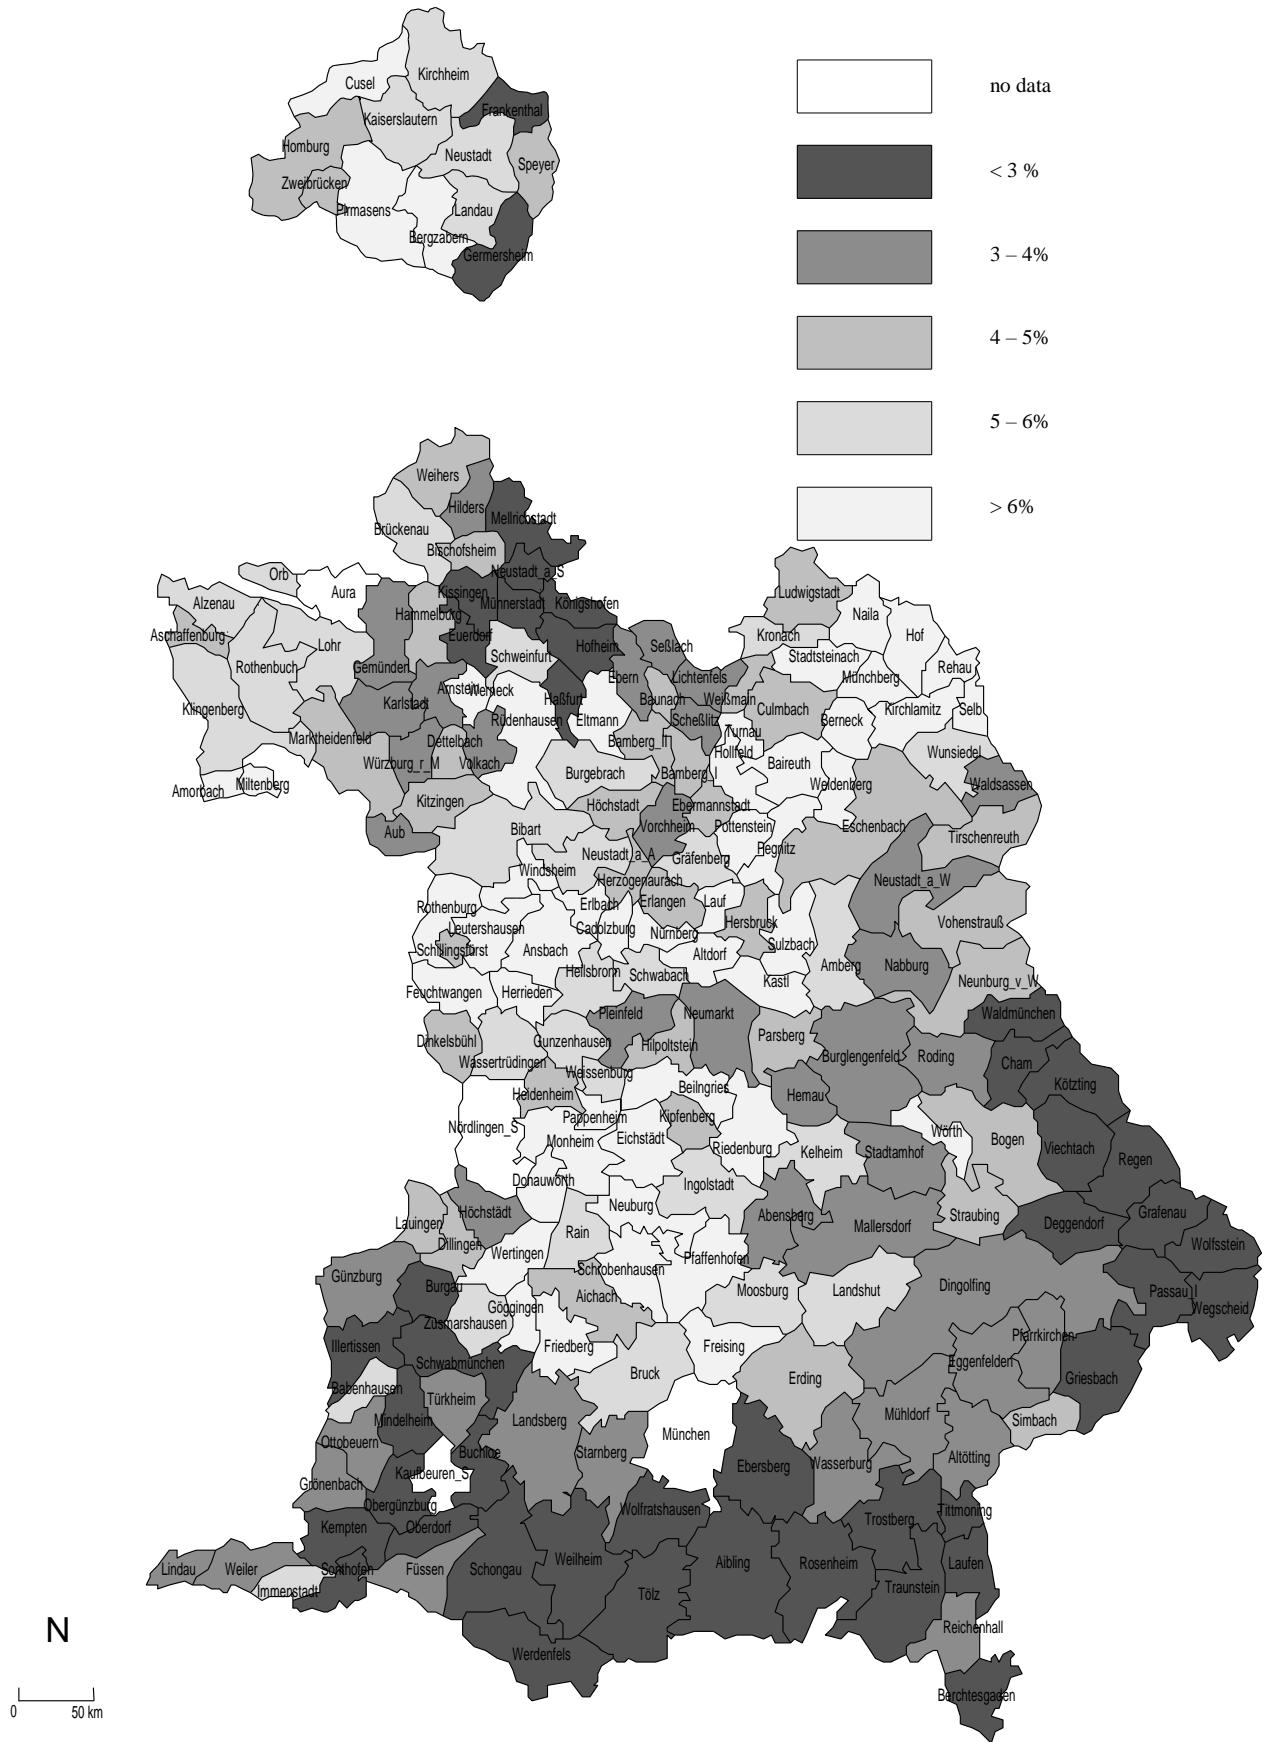 no data
< 3 %
3 – 4%
4 – 5%
5 – 6%
> 6%
Cusel
Kirchheim
Frankenthal
Kaiserslautern
Homburg
Neustadt
Speyer
Zweibrücken
Pirmasens
Landau
Bergzabern
Germersheim
Weihers
Hilders
Mellrichstadt
Brückenau
Bischofsheim
Neustadt_a_S
Orb
Aura
Kissingen
Münnerstadt
Königshofen
Alzenau
Hammelburg
Aschaffenburg
Euerdorf
Lohr
Hofheim
Seßlach
Schweinfurt
Rothenbuch
Gemünden
Ebern
Lichtenfels
Arnstein
Werneck
Haßfurt
Baunach
Weißmain
Klingenberg
Karlstadt
Rüdenhausen
Eltmann
Scheßlitz
Marktheidenfeld
Dettelbach
Bamberg_II
Würzburg_r_M
Volkach
Burgebrach
Bamberg_I
Amorbach
Miltenberg
Kitzingen
Höchstadt
Ebermannstadt
Aub
Bibart
Vorchheim
Pottenstein
Ludwigstadt
Naila
Kronach
Hof
Stadtsteinach
Münchberg
Rehau
Culmbach
Berneck
Kirchlamitz
Selb
Turnau
Hollfeld
Baireuth
Wunsiedel
Weidenberg
Waldsassen
Eschenbach
Tirschenreuth
Pegnitz
Windsheim
Neustadt_a_A
Gräfenberg
Herzogenaurach
Neustadt_a_W
Rothenburg
Erlbach
Erlangen
Lauf
Hersbruck
Vohenstrauß
Leutershausen
Cadolzburg
Nürnberg
Schillingsfürst
Ansbach
Altdorf
Sulzbach
Heilsbronn
Schwabach
Amberg
Nabburg
Feuchtwangen
Herrieden
Kastl
Neunburg_v_W
Pleinfeld
Neumarkt
Waldmünchen
Dinkelsbühl
Gunzenhausen
Hilpoltstein
Parsberg
Wassertrüdingen
Weissenburg
Burglengenfeld
Roding
Cham
Kötzting
Heidenheim
Beilngries
Hemau
Nördlingen_S
Pappenheim
Kipfenberg
Monheim
Eichstädt
Riedenburg
Kelheim
Stadtamhof
Wörth
Bogen
Viechtach
Regen
Donauwörth
Ingolstadt
Neuburg
Lauingen
Höchstädt
Abensberg
Mallersdorf
Straubing
Deggendorf
Grafenau
Dillingen
Rain
Wertingen
Pfaffenhofen
Wolfsstein
Günzburg
Burgau
Schrobenhausen
Moosburg
Landshut
Dingolfing
Passau_I
Wegscheid
Göggingen
Aichach
Zusmarshausen
Illertissen
Friedberg
Freising
Pfarrkirchen
Schwabmünchen
Bruck
Erding
Eggenfelden
Griesbach
Babenhausen
Türkheim
Mindelheim
Landsberg
München
Mühldorf
Simbach
Ottobeuern
Buchloe
Starnberg
Ebersberg
Wasserburg
Altötting
Grönenbach
Kaufbeuren_S
Obergünzburg
Wolfratshausen
Trostberg
Tittmoning
Kempten
Oberdorf
Lindau
Weiler
Sonthofen
Füssen
Schongau
Weilheim
Aibling
Rosenheim
Laufen
Immenstadt
Tölz
Traunstein
Reichenhall
Werdenfels
Berchtesgaden
N
0 50 km